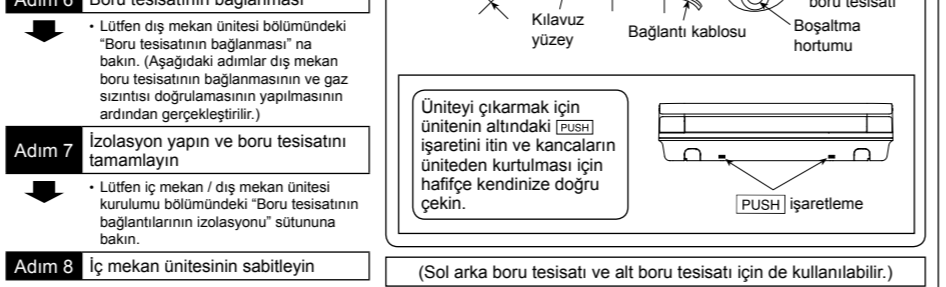 Adım 6 Boru tesisatının bağlanması
• Lütfen dış mekan ünitesi bölümündeki
“Boru tesisatının bağlanması” na
bakın. (Aşağıdaki adımlar dış mekan
boru tesisatının bağlanmasının ve gaz
sızıntısı doğrulamasının yapılmasının
ardından gerçekleştirilir.)
Adım 7 İzolasyon yapın ve boru tesisatını
tamamlayın
• Lütfen iç mekan / dış mekan ünitesi
kurulumu bölümündeki “Boru tesisatının
bağlantılarının izolasyonu” sütununa
bakın.
Adım 8 İç mekan ünitesinin sabitleyin
Kılavuz
yüzey
Bağlantı kablosu
boru tesisatı
Boşaltma
hortumu
Üniteyi çıkarmak için
ünitenin altındaki PUSH
işaretini itin ve kancaların
üniteden kurtulması için
hafifçe kendinize doğru
çekin.
PUSH işaretleme
(Sol arka boru tesisatı ve alt boru tesisatı için de kullanılabilir.)